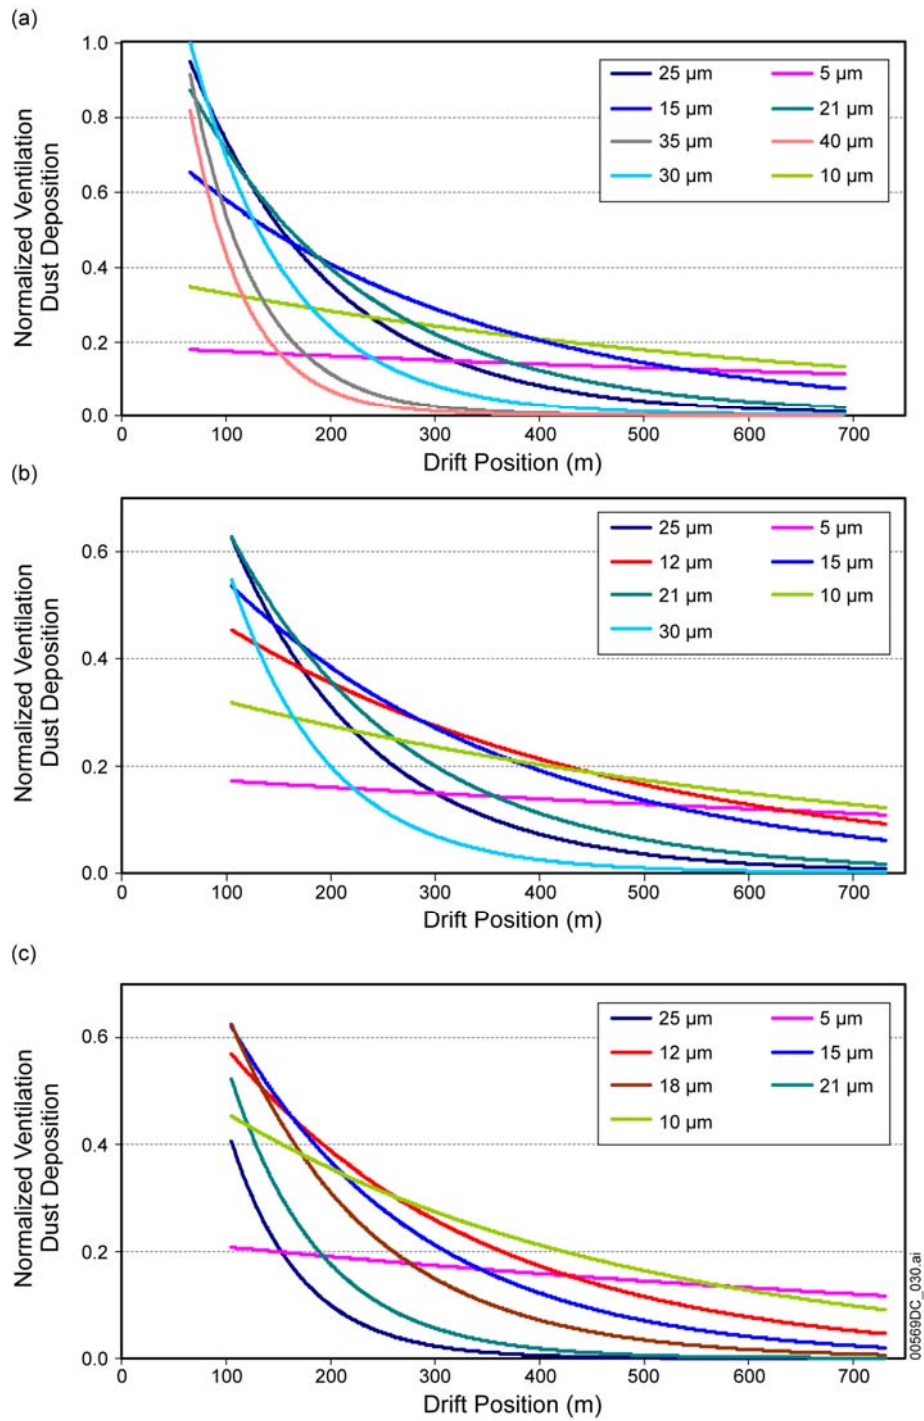 (a)
Normalized Ventilation
Dust Deposition
1.0
0.8
0.6
0.4
0.2
0.0
25 µm 5 µm
15 µm 21 µm
35 µm 40 µm
30 µm 10 µm
0 100 200 300 400 500 600 700
Drift Position (m)
(b)
Normalized Ventilation
Dust Deposition
0.6
0.4
0.2
0.0
25 µm 5 µm
12 µm 15 µm
21 µm 10 µm
30 µm
0 100 200 300 400 500 600 700
Drift Position (m)
(c)
Normalized Ventilation
Dust Deposition
0.6
0.4
0.2
0.0
25 µm 5 µm
12 µm 15 µm
18 µm 21 µm
10 µm
0 100 200 300 400 500 600 700
Drift Position (m)
00569DC_030.ai